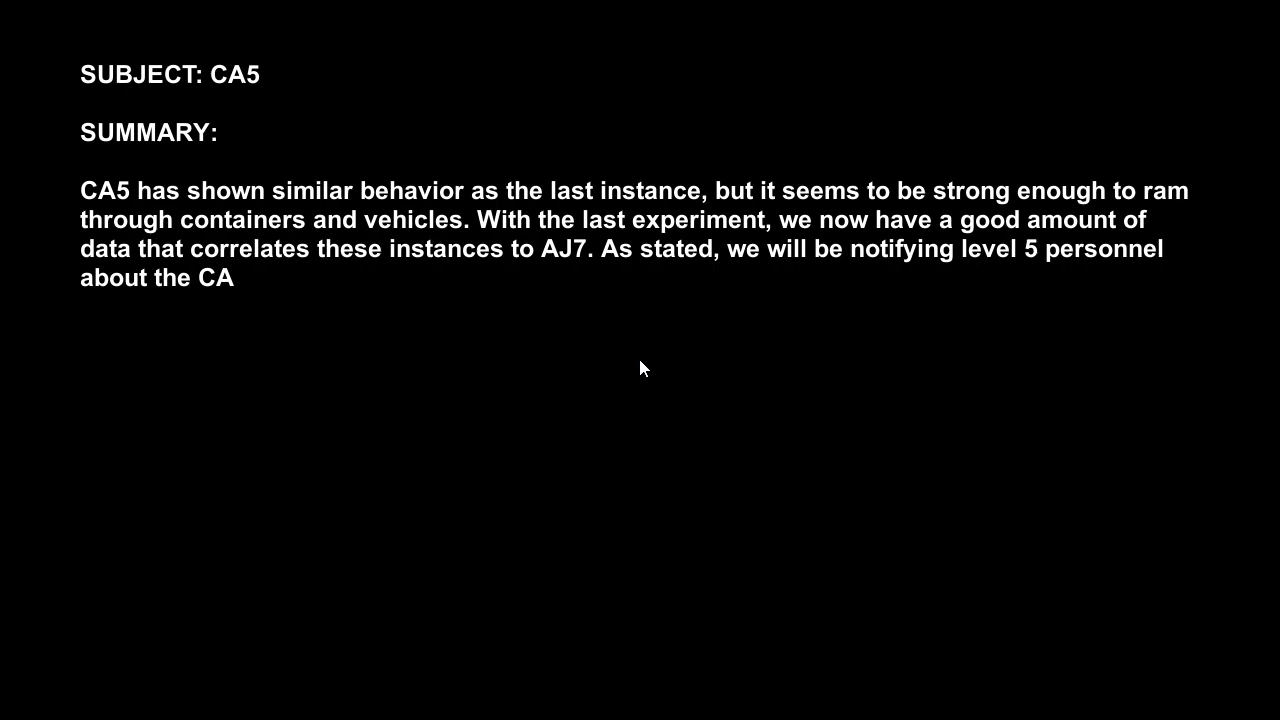 SUBJECT: CA5
SUMMARY:
CA5 has shown similar behavior as the last instance, but it seems to be strong enough to ram
through containers and vehicles. With the last experiment, we now have a good amount of
data that correlates these instances to AJ7. As stated, we will be notifying level 5 personnel
about the CA